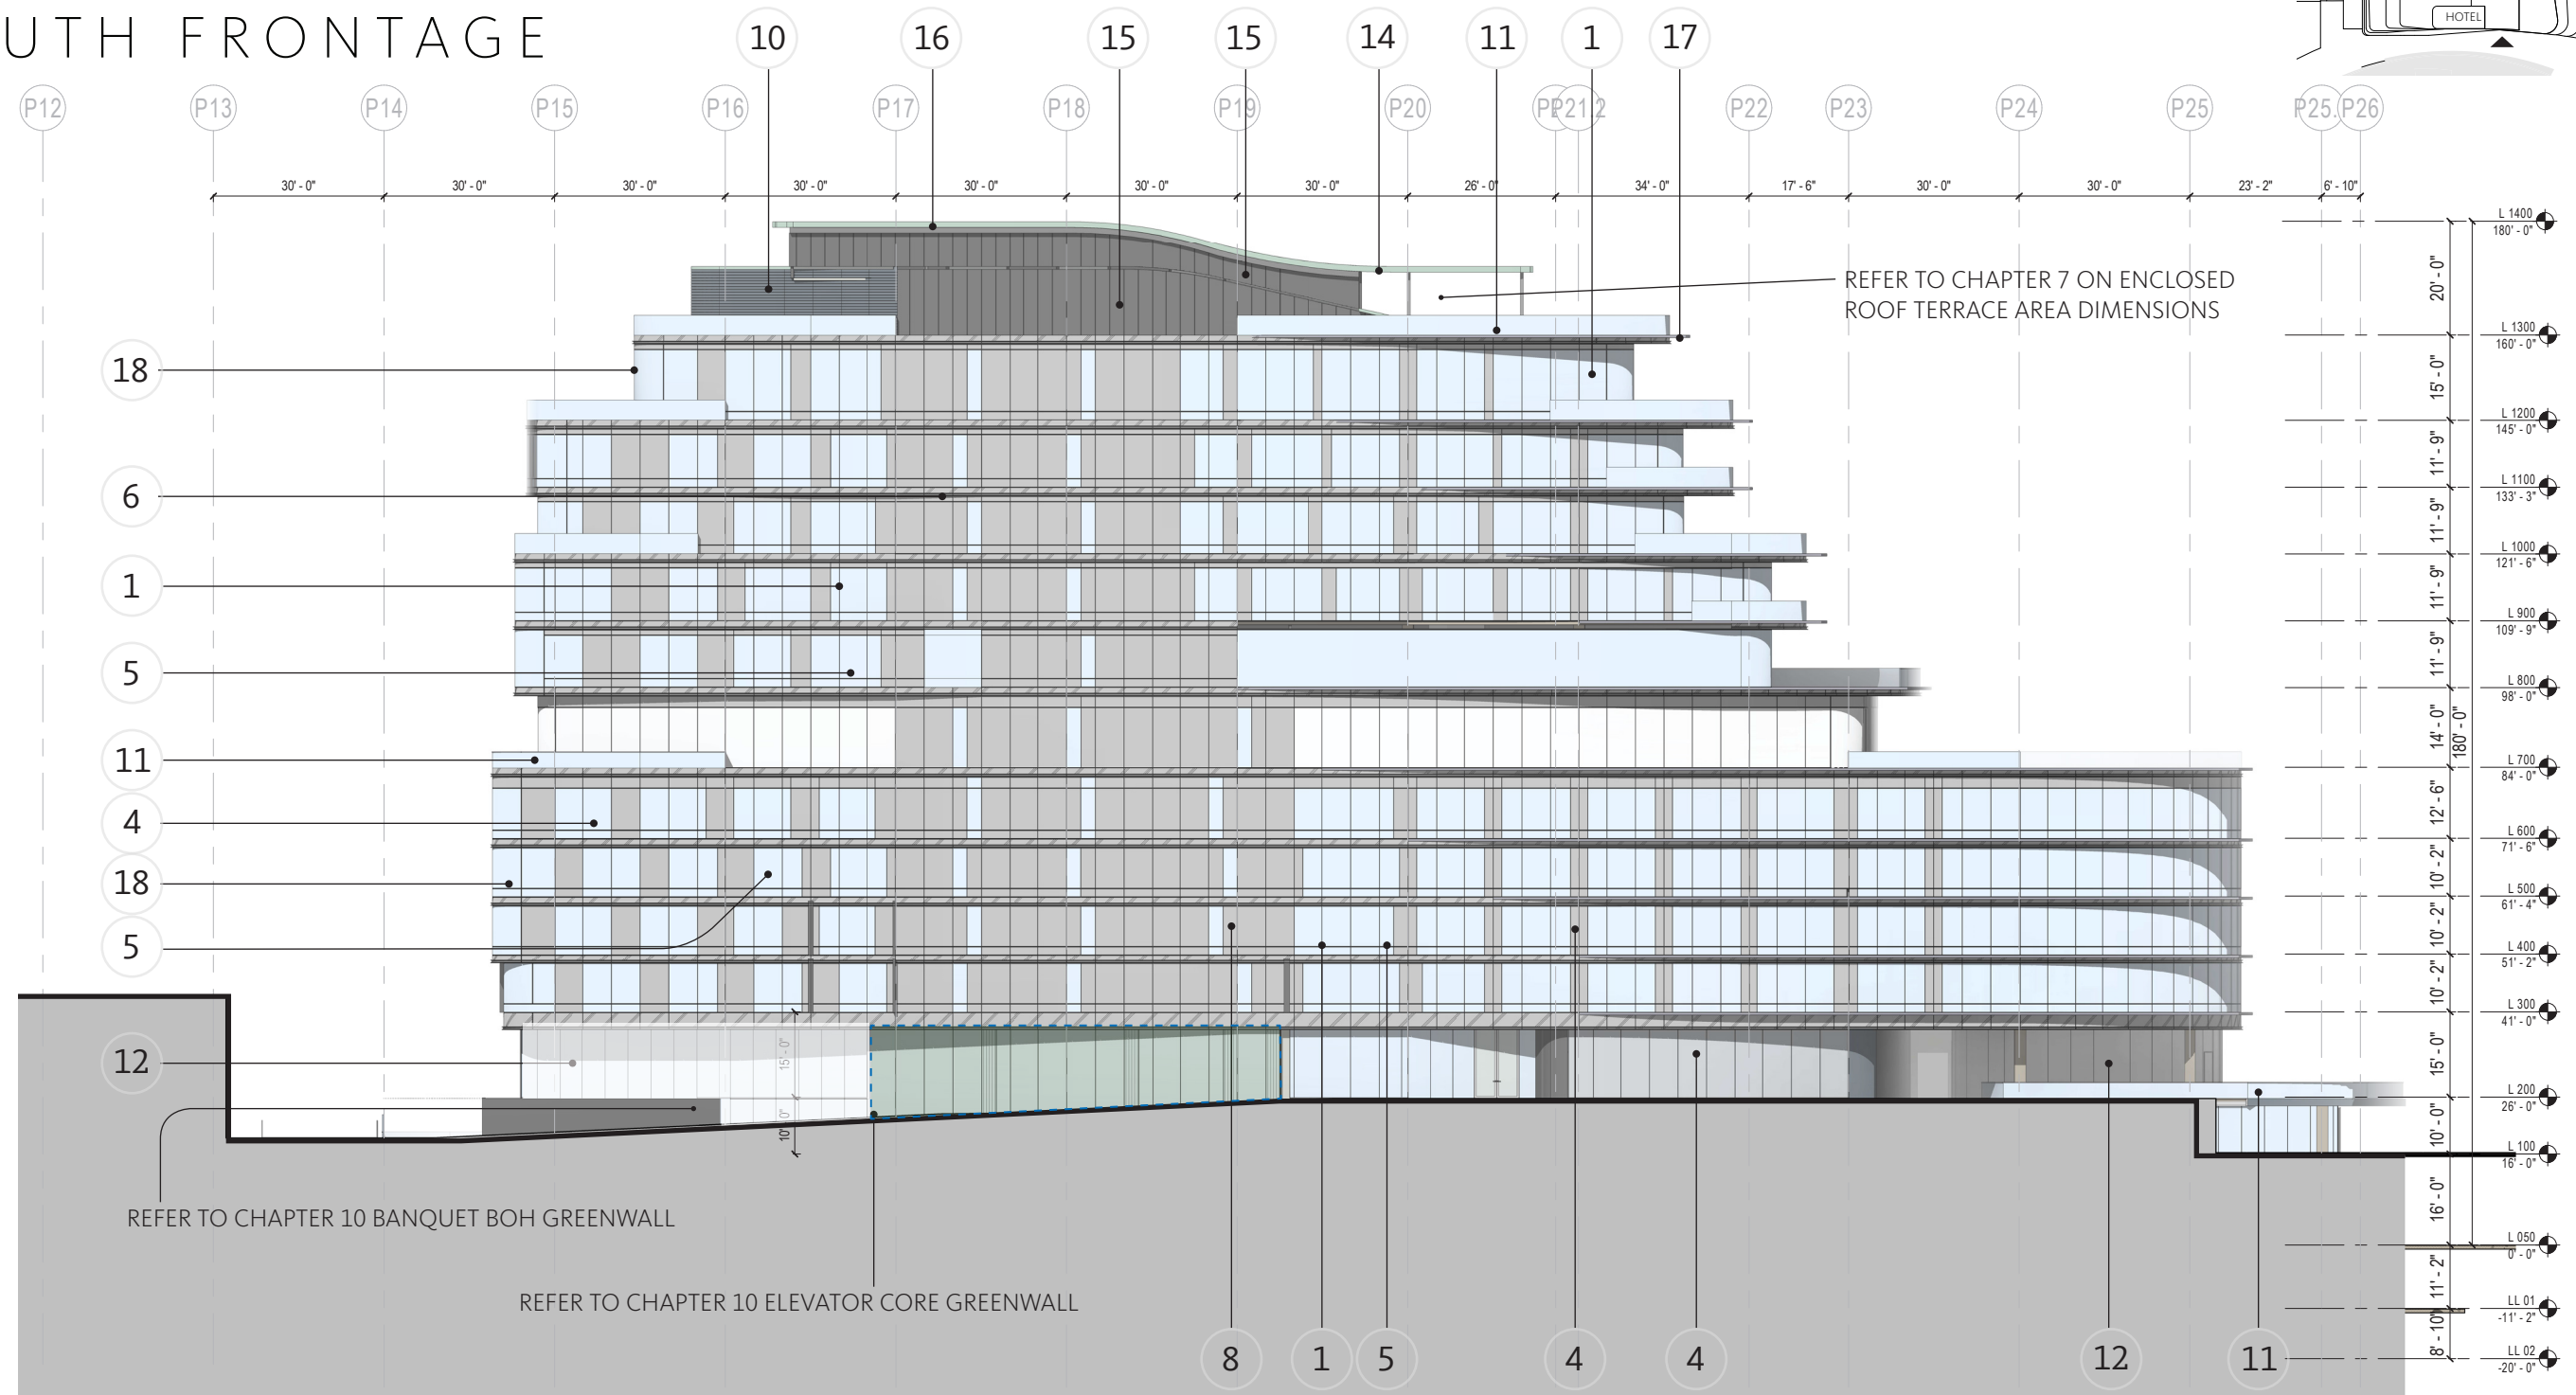 UTH FRONTAGE
HOTEL
10 16 15 15 14 11 1 17
P12 P13 P14 P15 P16 P17 P18 P19 P20 P21.2 P22 P23 P24 P25 P25. P26
30' - 0" 30' - 0" 30' - 0" 30' - 0" 30' - 0" 30' - 0" 30' - 0" 26' - 0" 34' - 0" 17' - 6" 30' - 0" 30' - 0" 23' - 2" 6' - 10"
REFER TO CHAPTER 7 ON ENCLOSED
ROOF TERRACE AREA DIMENSIONS
18
6
1
5
11
4
18
5
12
15' - 0"
10' - 0"
REFER TO CHAPTER 10 BANQUET BOH GREENWALL
REFER TO CHAPTER 10 ELEVATOR CORE GREENWALL
8 1 5 4 4 12 11
L 1400
180' - 0"
20' - 0"
L 1300
160' - 0"
15' - 0"
L 1200
145' - 0"
11' - 9"
L 1100
133' - 3"
11' - 9"
L 1000
121' - 6"
11' - 9"
L 900
109' - 9"
11' - 9"
L 800
98' - 0"
14' - 0"
180' - 0"
L 700
84' - 0"
12' - 6"
L 600
71' - 6"
10' - 2"
L 500
61' - 4"
10' - 2"
L 400
51' - 2"
10' - 2"
L 300
41' - 0"
15' - 0"
L 200
26' - 0"
10' - 0"
L 100
16' - 0"
16' - 0"
L 050
0' - 0"
11' - 2"
LL 01
-11' - 2"
8' - 10"
LL 02
-20' - 0"